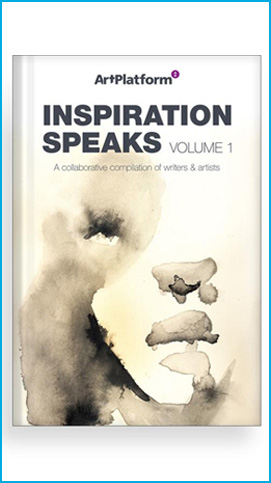 ArtPlatform
INSPIRATION
SPEAKS VOLUME 1
A collaborative compilation of writers & artists